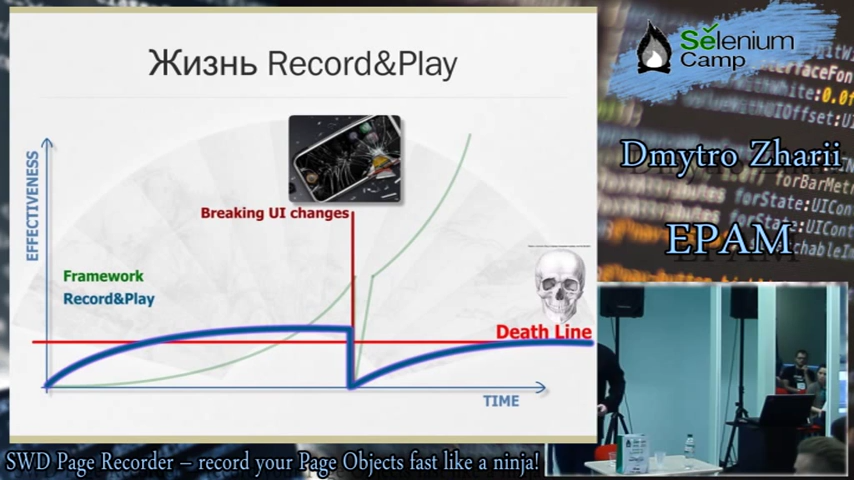 Жизнь Record&Play
EFFECTIVENESS
Breaking UI changes
Framework
Record&Play
Death Line
TIME
Selenium
Camp
Dmytro Zharii
EPAM
SWD Page Recorder – record your Page Objects fast like a ninja!